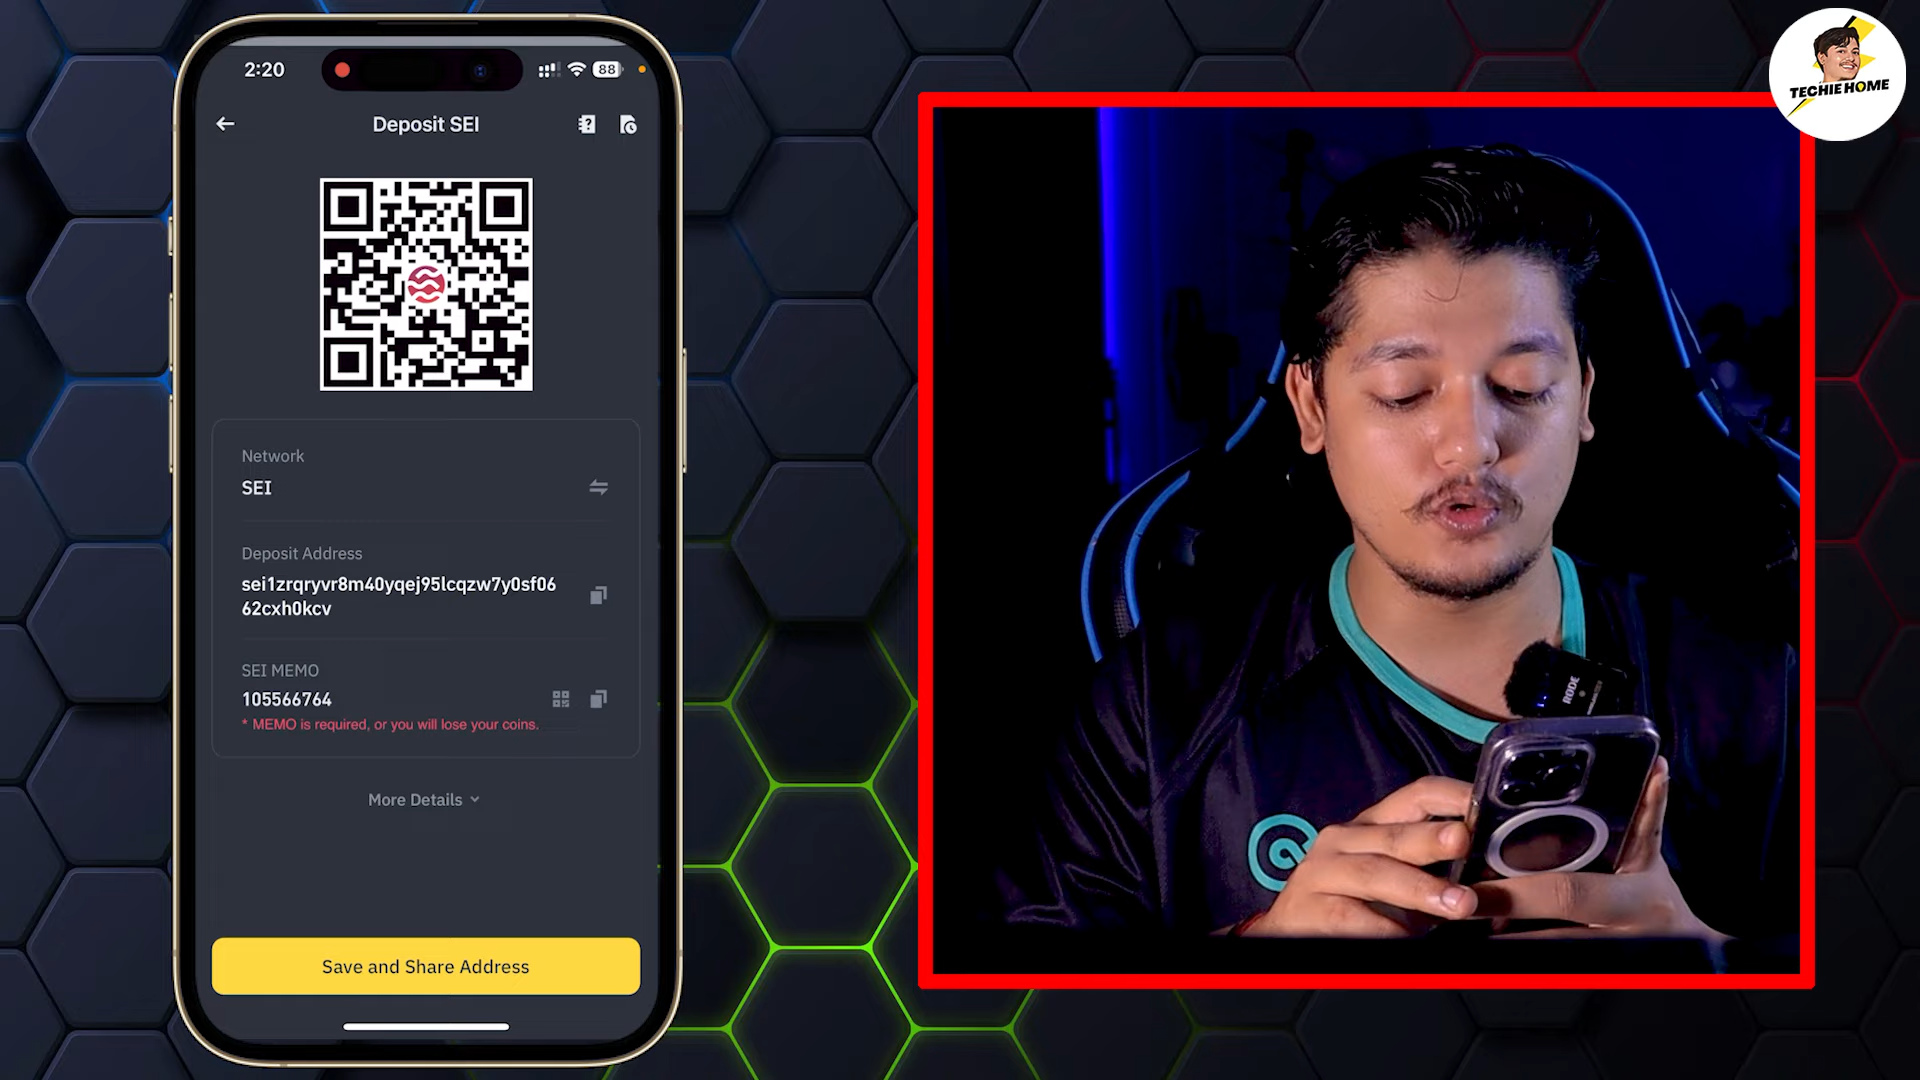 2:20
88
Deposit SEI
Network
SEI
Deposit Address
sei1zrqryvr8m40yqej95lcqzw7y0sf06
62cxh0kcv
SEI MEMO
105566764
* MEMO is required, or you will lose your coins.
More Details
Save and Share Address
TECHIE HOME
RODE